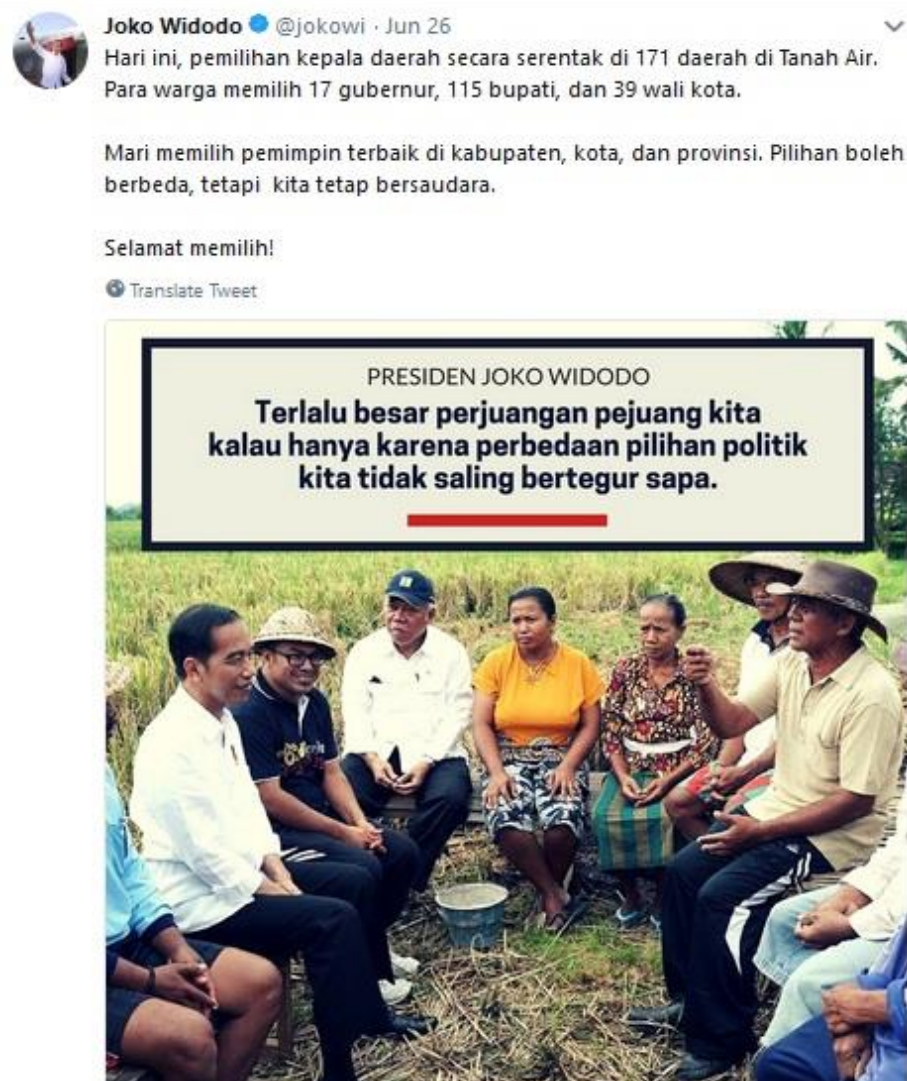 Joko Widodo @jokowi · Jun 26
Hari ini, pemilihan kepala daerah secara serentak di 171 daerah di Tanah Air.
Para warga memilih 17 gubernur, 115 bupati, dan 39 wali kota.
Mari memilih pemimpin terbaik di kabupaten, kota, dan provinsi. Pilihan boleh
berbeda, tetapi kita tetap bersaudara.
Selamat memilih!
Translate Tweet
PRESIDEN JOKO WIDODO
Terlalu besar perjuangan pejuang kita
kalau hanya karena perbedaan pilihan politik
kita tidak saling bertegur sapa.